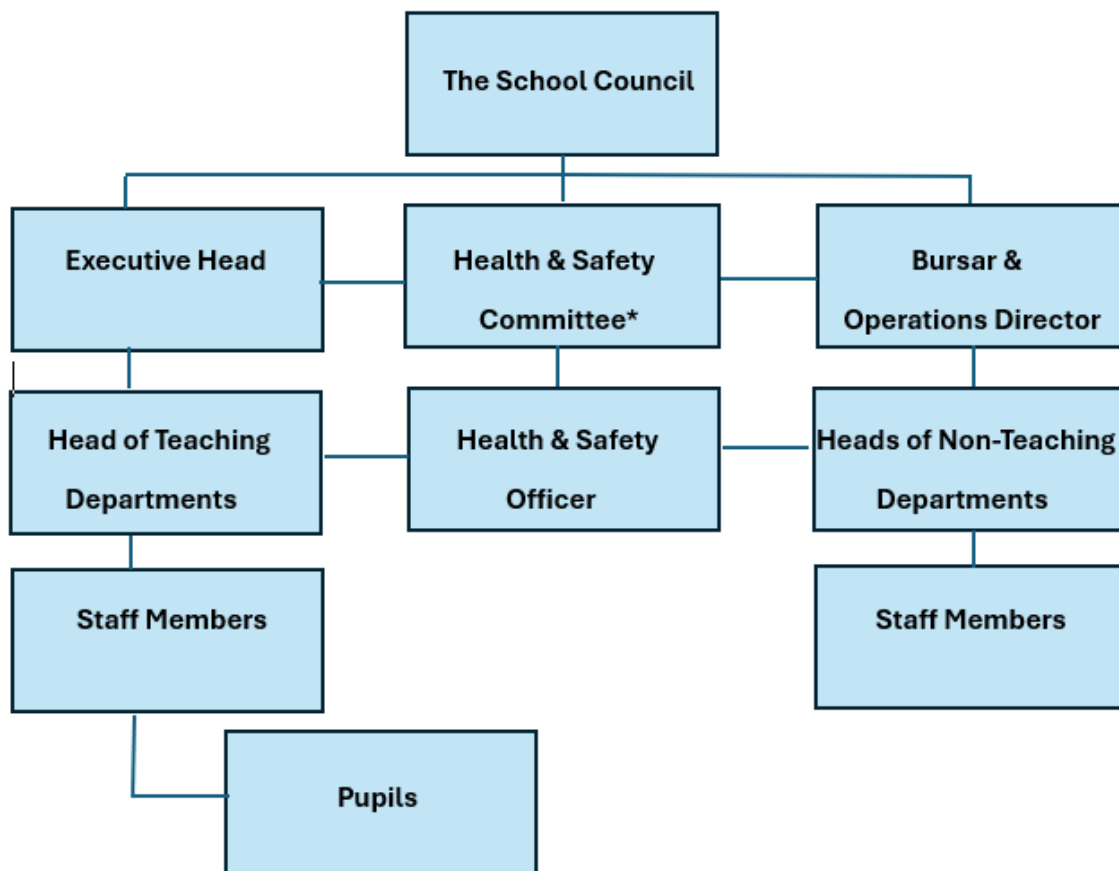 The School Council
Executive Head
Health & Safety
Committee*
Bursar &
Operations Director
Head of Teaching
Departments
Health & Safety
Officer
Heads of Non-Teaching
Departments
Staff Members
Staff Members
Pupils